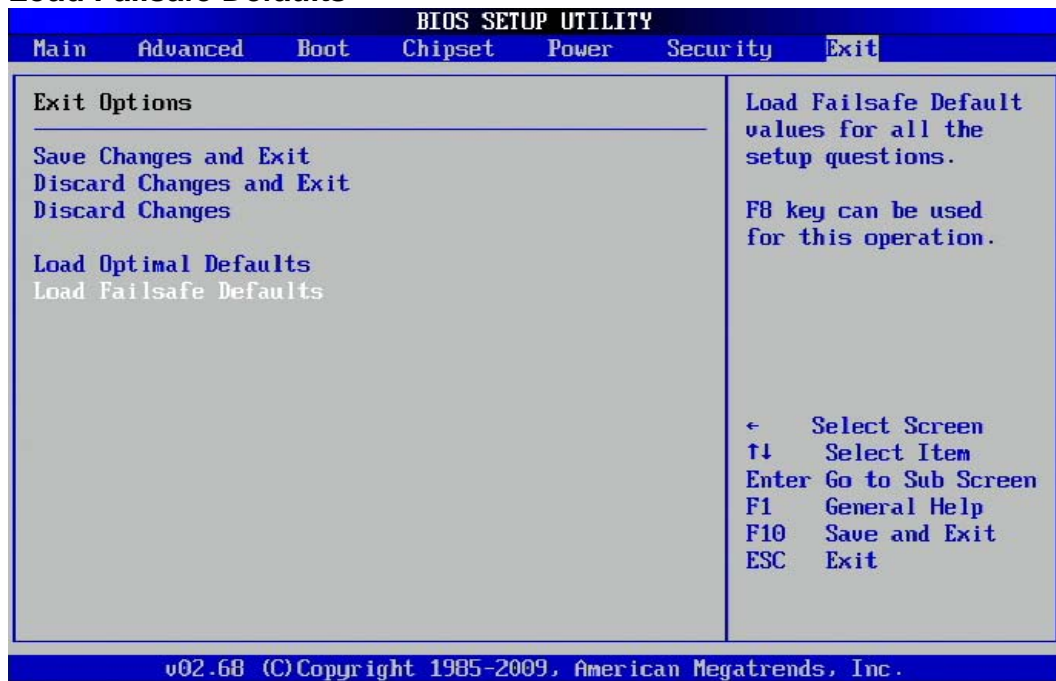 Load Failsafe Defaults
BIOS SETUP UTILITY
Main Advanced Boot Chipset Power Security Exit
Exit Options
Save Changes and Exit
Discard Changes and Exit
Discard Changes
Load Optimal Defaults
Load Failsafe Defaults
Load Failsafe Default
values for all the
setup questions.
F8 key can be used
for this operation.
← Select Screen
↑↓ Select Item
Enter Go to Sub Screen
F1 General Help
F10 Save and Exit
ESC Exit
v02.68 (C)Copyright 1985-2009, American Megatrends, Inc.